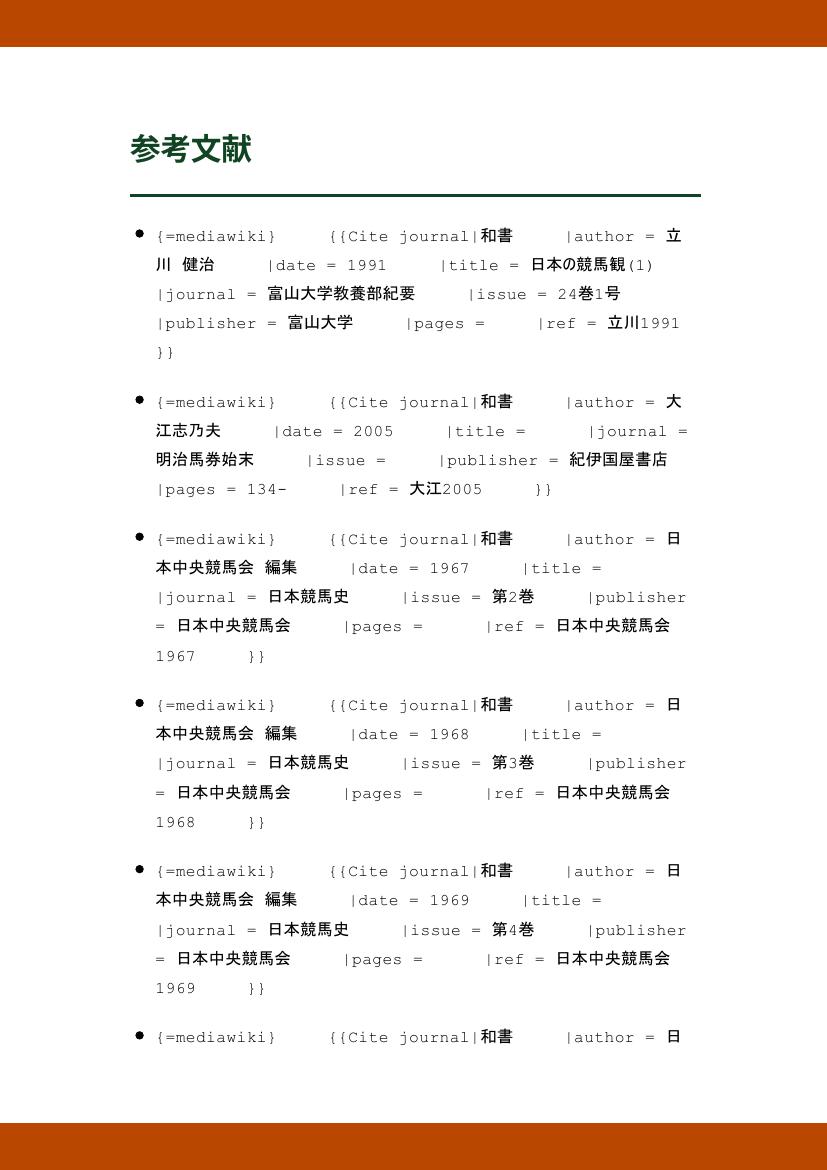 参考文献
● {=mediawiki} {{Cite journal|和書 |author = 立
川 健治 |date = 1991 |title = 日本の競馬観(1)
|journal = 富山大学教養部紀要 |issue = 24巻1号
|publisher = 富山大学 |pages = |ref = 立川1991
}}
● {=mediawiki} {{Cite journal|和書 |author = 大
江志乃夫 |date = 2005 |title = |journal =
明治馬券始末 |issue = |publisher = 紀伊国屋書店
|pages = 134- |ref = 大江2005 }}
● {=mediawiki} {{Cite journal|和書 |author = 日
本中央競馬会 編集 |date = 1967 |title =
|journal = 日本競馬史 |issue = 第2巻 |publisher
= 日本中央競馬会 |pages = |ref = 日本中央競馬会
1967 }}
● {=mediawiki} {{Cite journal|和書 |author = 日
本中央競馬会 編集 |date = 1968 |title =
|journal = 日本競馬史 |issue = 第3巻 |publisher
= 日本中央競馬会 |pages = |ref = 日本中央競馬会
1968 }}
● {=mediawiki} {{Cite journal|和書 |author = 日
本中央競馬会 編集 |date = 1969 |title =
|journal = 日本競馬史 |issue = 第4巻 |publisher
= 日本中央競馬会 |pages = |ref = 日本中央競馬会
1969 }}
● {=mediawiki} {{Cite journal|和書 |author = 日